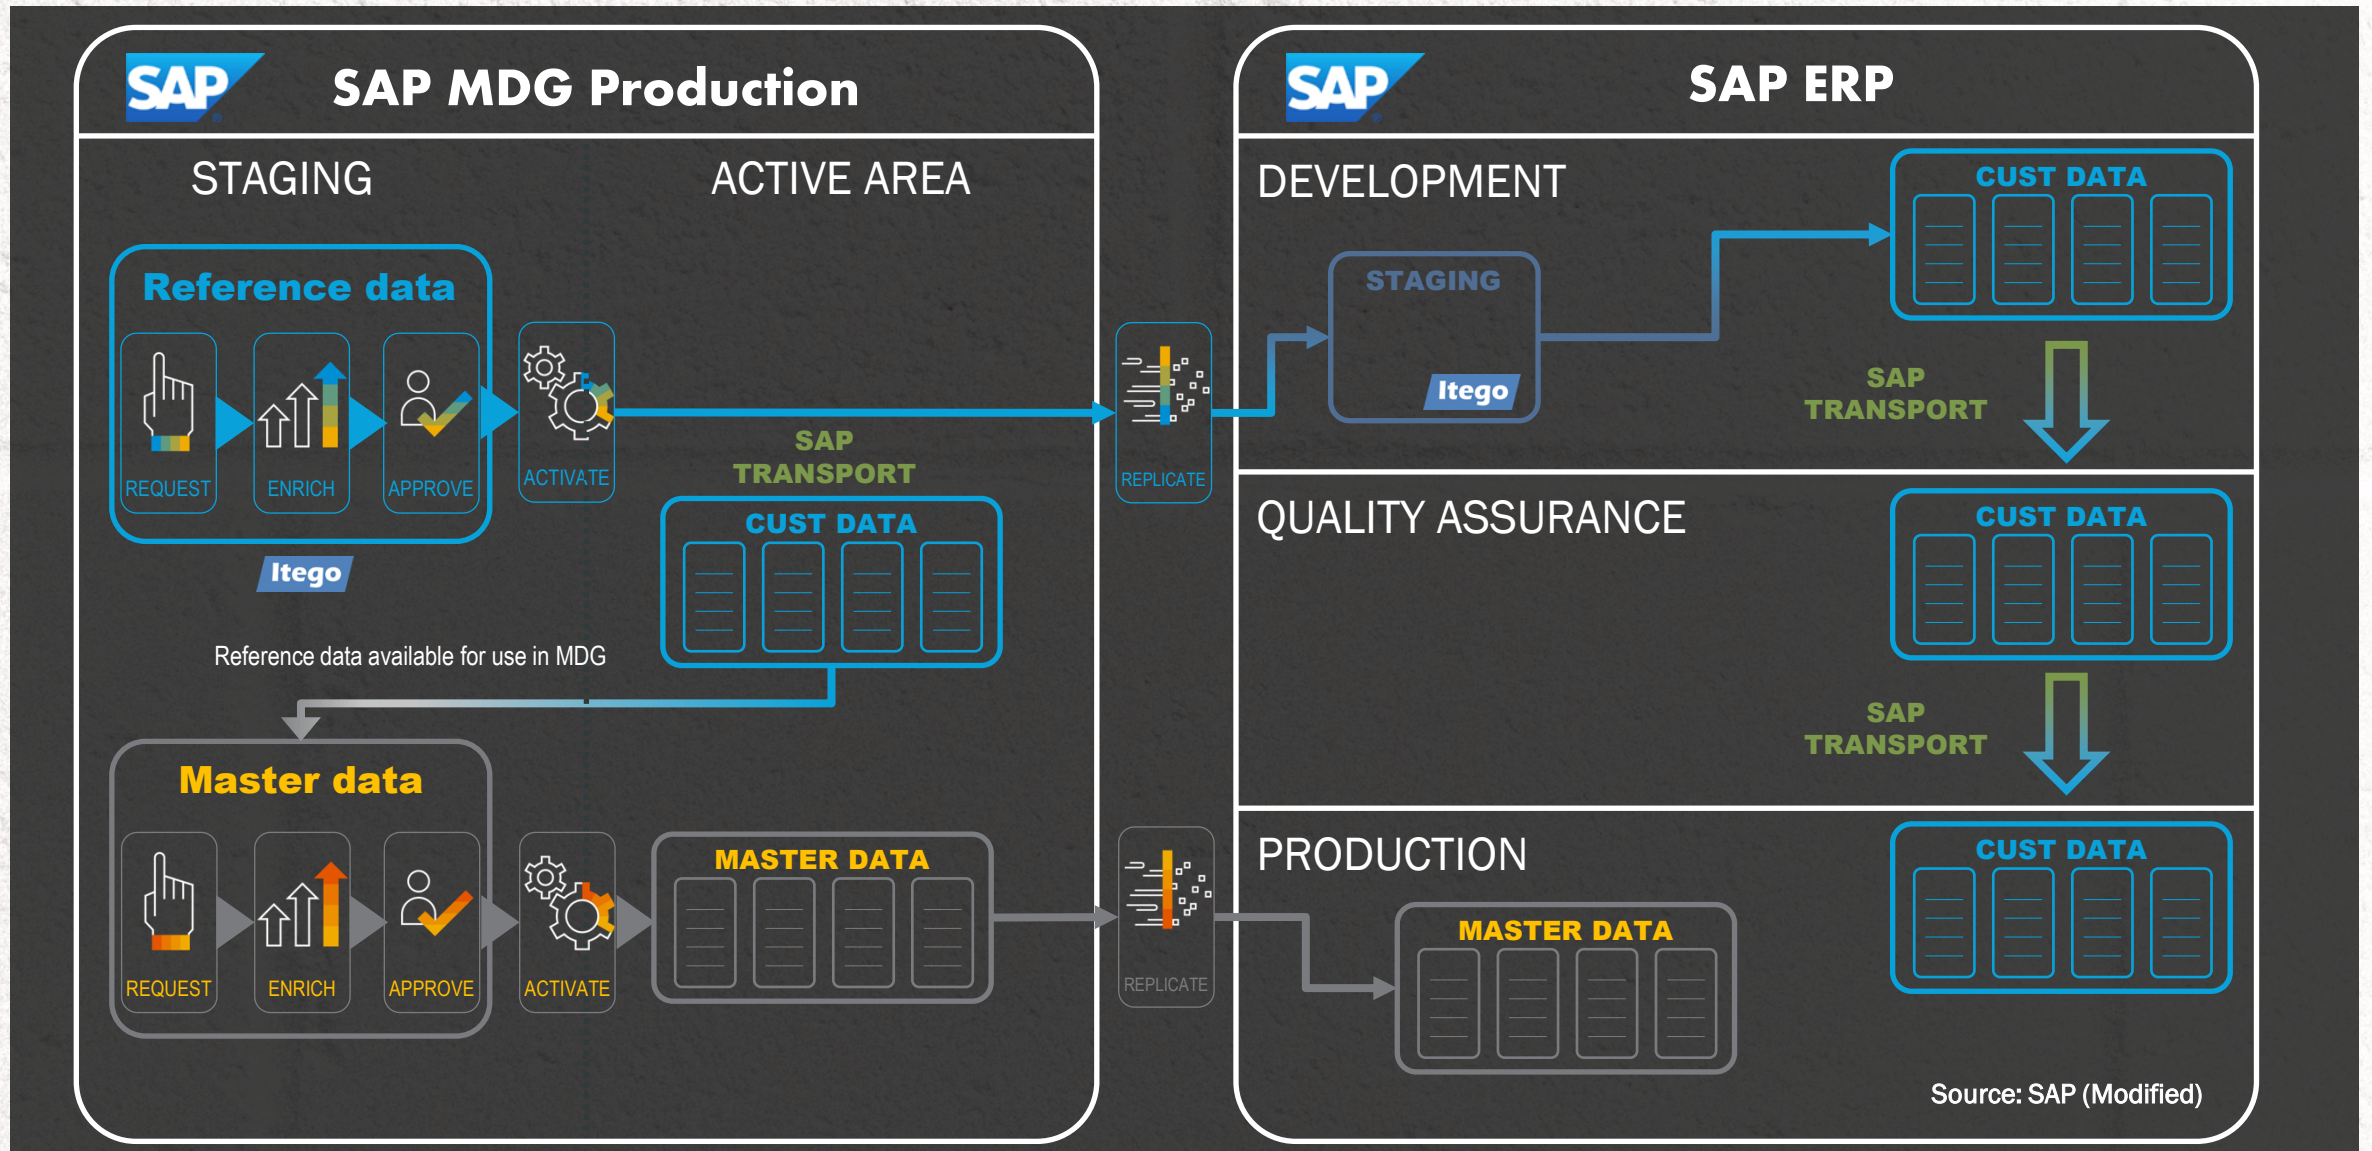 SAP
SAP MDG Production
STAGING
ACTIVE AREA
Reference data
REQUEST
ENRICH
APPROVE
ACTIVATE
Itego
SAP
TRANSPORT
CUST DATA
Reference data available for use in MDG
Master data
REQUEST
ENRICH
APPROVE
ACTIVATE
MASTER DATA
REPLICATE
REPLICATE
SAP
SAP ERP
DEVELOPMENT
STAGING
Itego
CUST DATA
SAP
TRANSPORT
QUALITY ASSURANCE
CUST DATA
SAP
TRANSPORT
PRODUCTION
MASTER DATA
CUST DATA
Source: SAP (Modified)